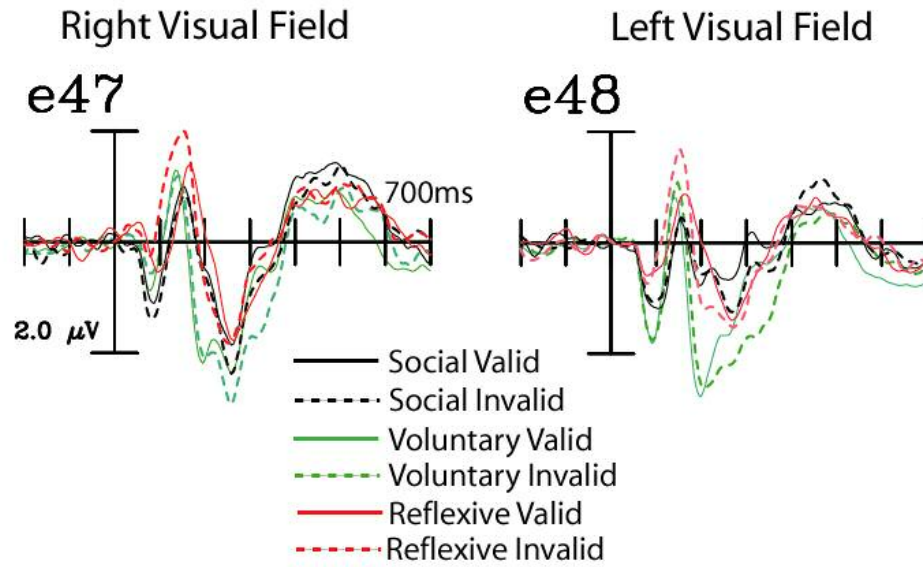 Right Visual Field
Left Visual Field
e47
e48
700ms
2.0 μV
Social Valid
Social Invalid
Voluntary Valid
Voluntary Invalid
Reflexive Valid
Reflexive Invalid